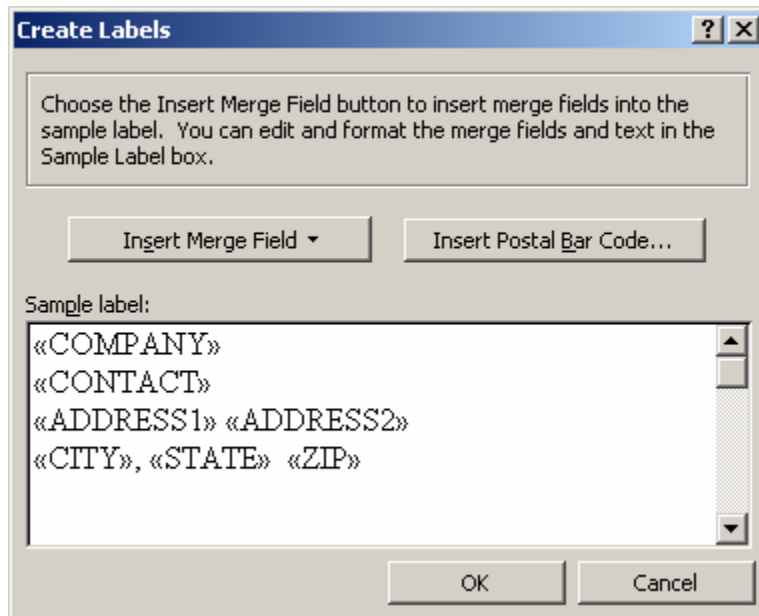 Create Labels
Choose the Insert Merge Field button to insert merge fields into the
sample label.  You can edit and format the merge fields and text in the
Sample Label box.
Insert Merge Field
Insert Postal Bar Code...
Sample label:
«COMPANY»
«CONTACT»
«ADDRESS1» «ADDRESS2»
«CITY», «STATE»  «ZIP»
OK
Cancel